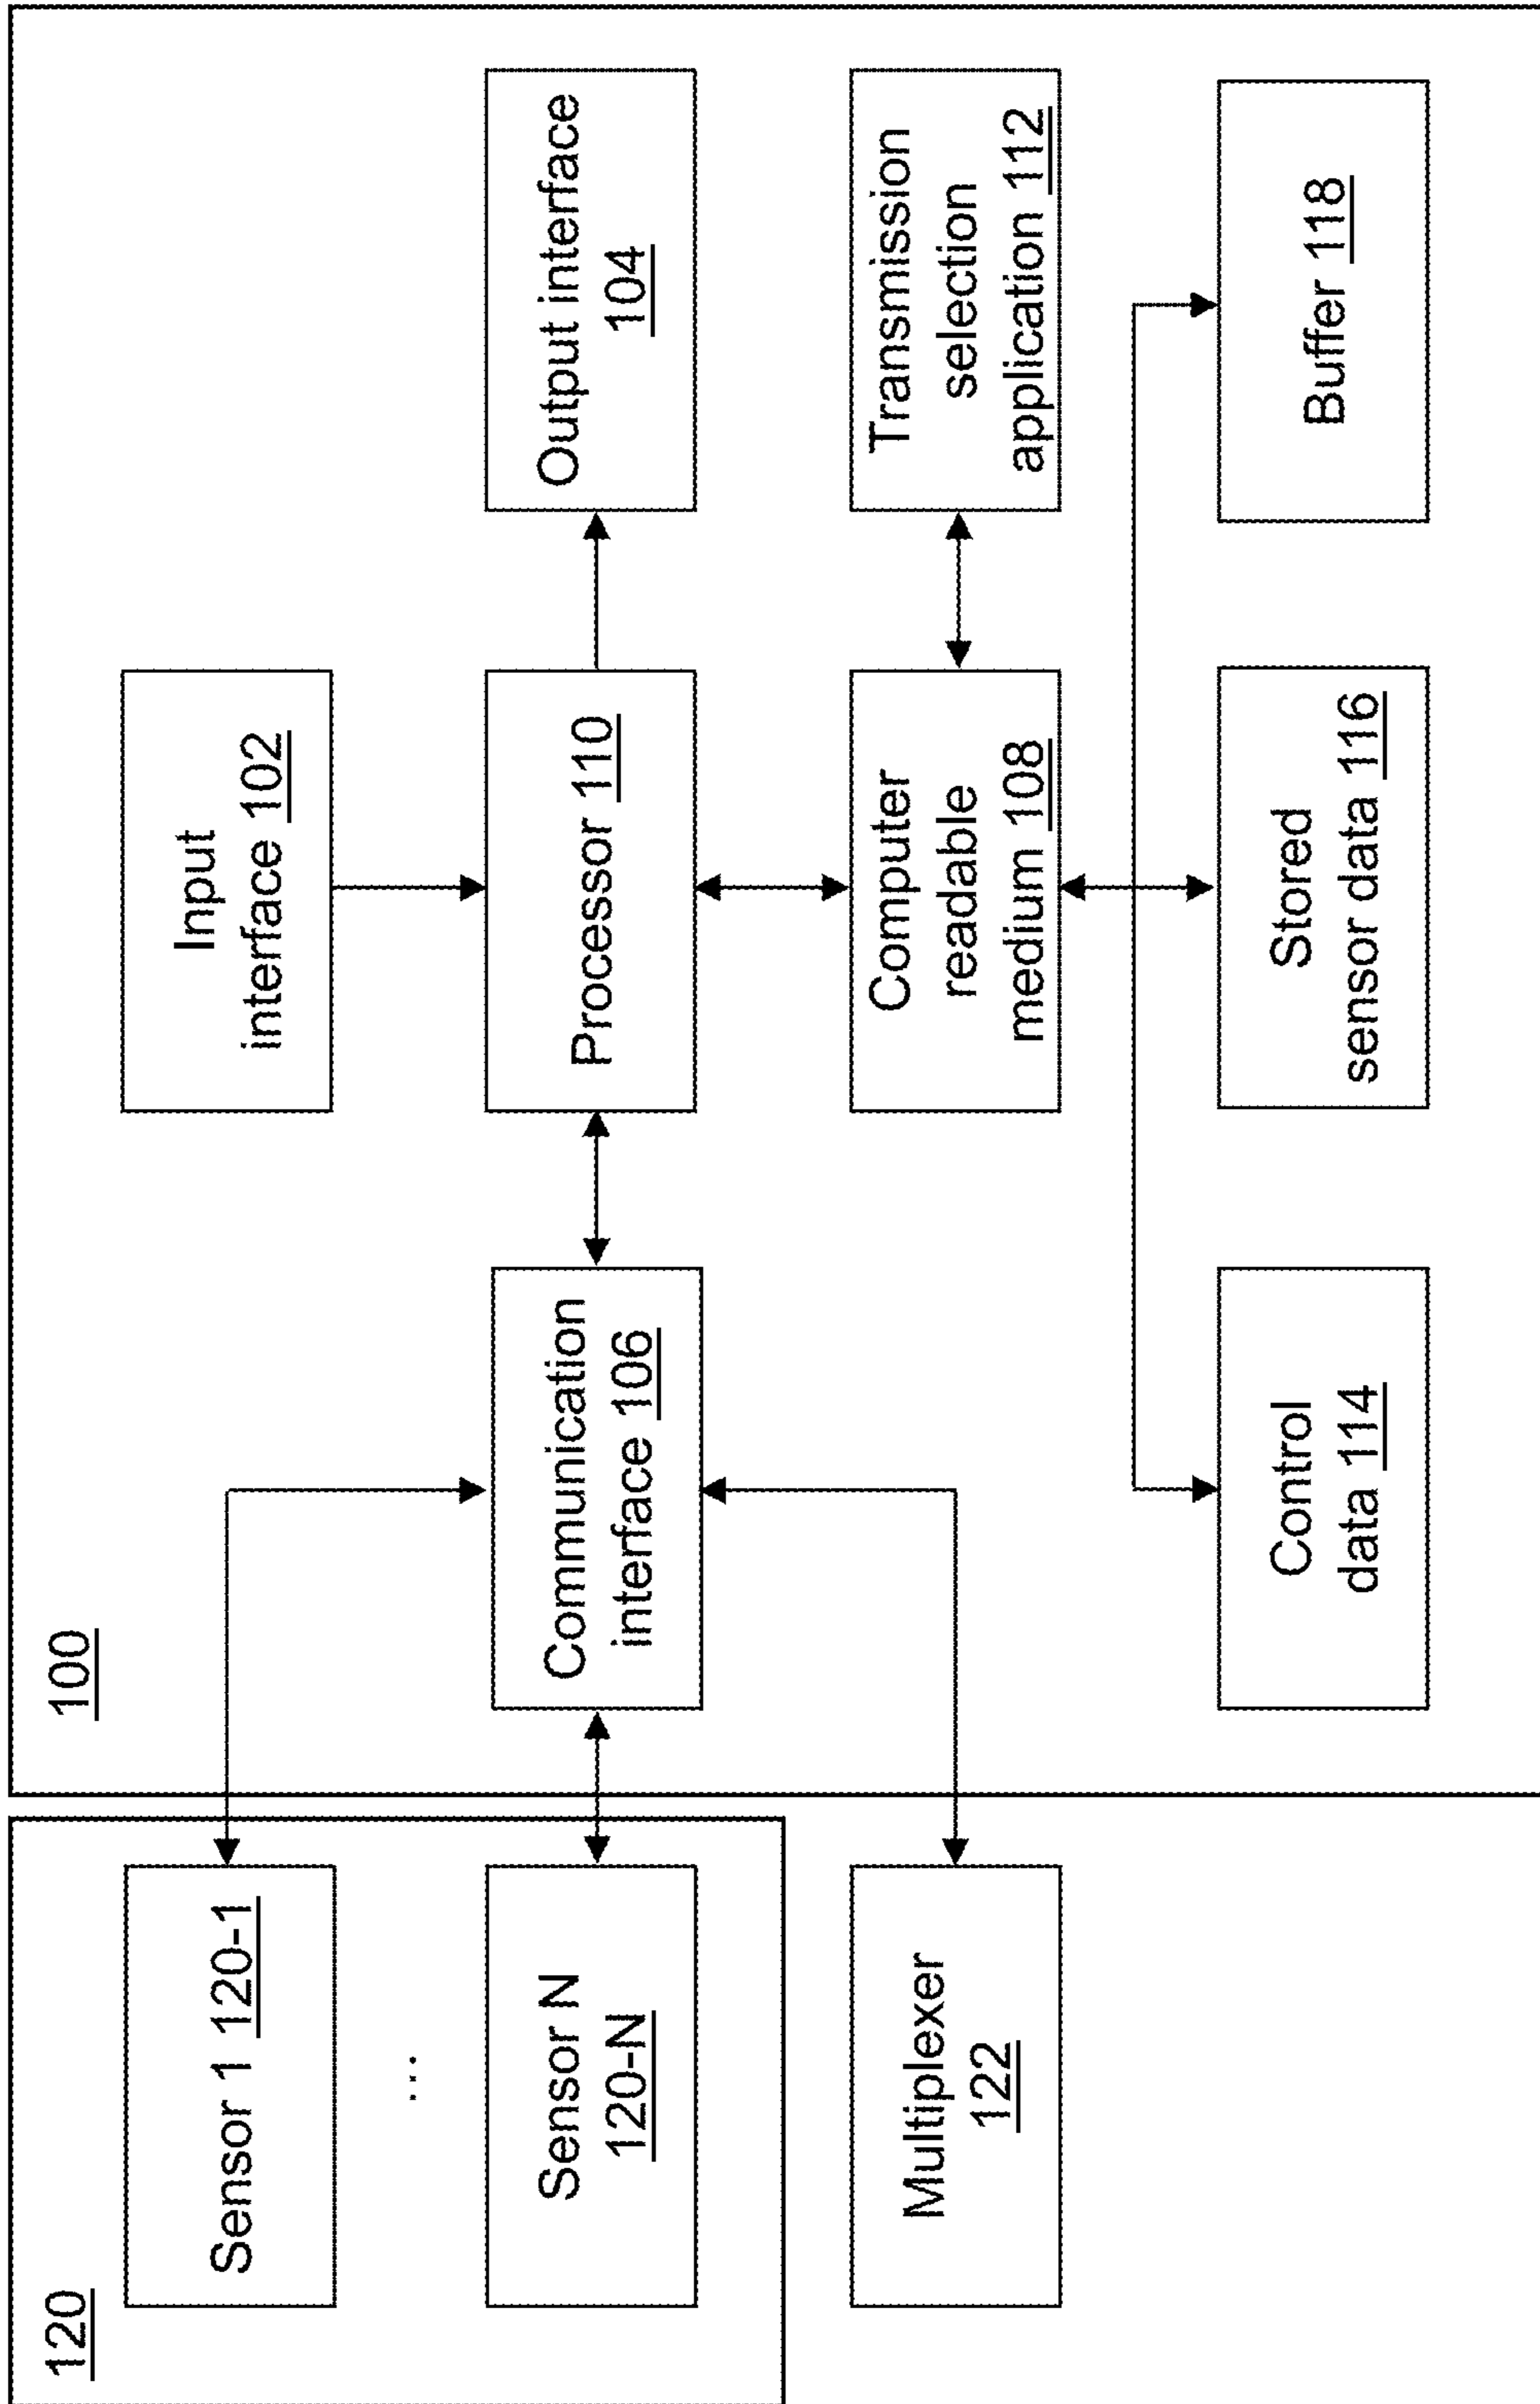 120
Sensor 1 120-1
...
Sensor N
120-N
Multiplexer
122
100
Input
interface 102
Communication
interface 106
Processor 110
Output interface
104
Computer
readable
medium 108
Transmission
selection
application 112
Control
data 114
Stored
sensor data 116
Buffer 118